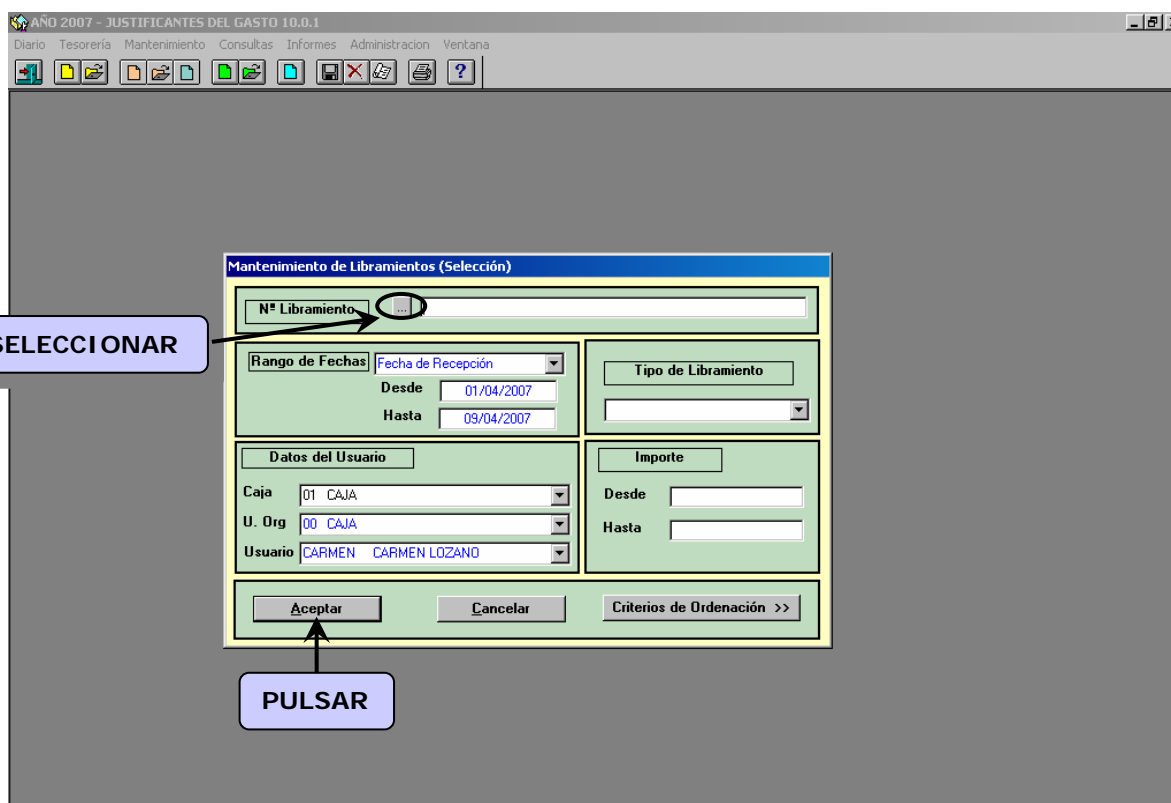 AÑO 2007 - JUSTIFICANTES DEL GASTO 10.0.1
Diario Tesorería Mantenimiento Consultas Informes Administracion Ventana
?
Mantenimiento de Libramientos (Selección)
Nº Libramiento ...
SELECCIONAR
Rango de Fechas Fecha de Recepción
Desde 01/04/2007
Hasta 09/04/2007
Tipo de Libramiento
Datos del Usuario
Caja 01 CAJA
U. Org 00 CAJA
Usuario CARMEN CARMEN LOZANO
Importe
Desde
Hasta
Aceptar Cancelar Criterios de Ordenación >>
PULSAR